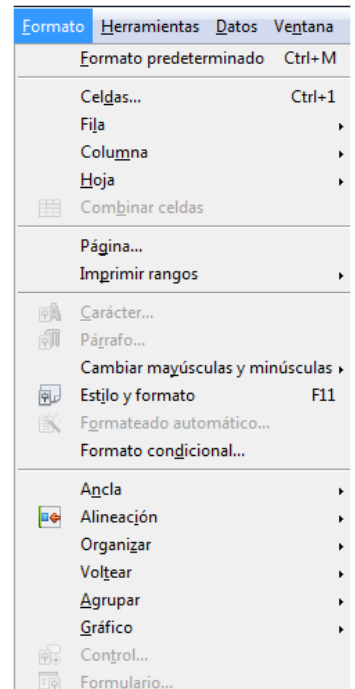 Formato Herramientas Datos Ventana
Formato predeterminado Ctrl+M
Celdas... Ctrl+1
Fila
Columna
Hoja
Combinar celdas
Página...
Imprimir rangos
Carácter...
Párrafo...
Cambiar mayúsculas y minúsculas
Estilo y formato F11
Formateado automático...
Formato condicional...
Ancla
Alineación
Organizar
Voltear
Agrupar
Gráfico
Control...
Formulario...